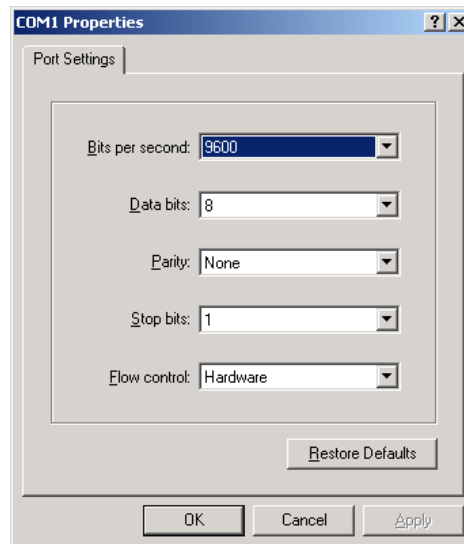 COM1 Properties
Port Settings
Bits per second: 9600
Data bits: 8
Parity: None
Stop bits: 1
Flow control: Hardware
Restore Defaults
OK Cancel Apply